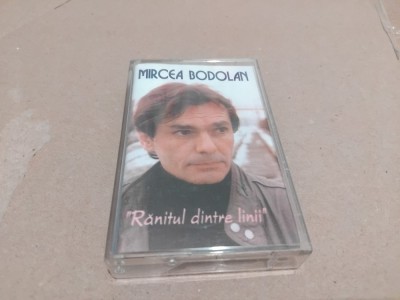 MIRCEA BODOLAN
"Rănitul dintre linii"